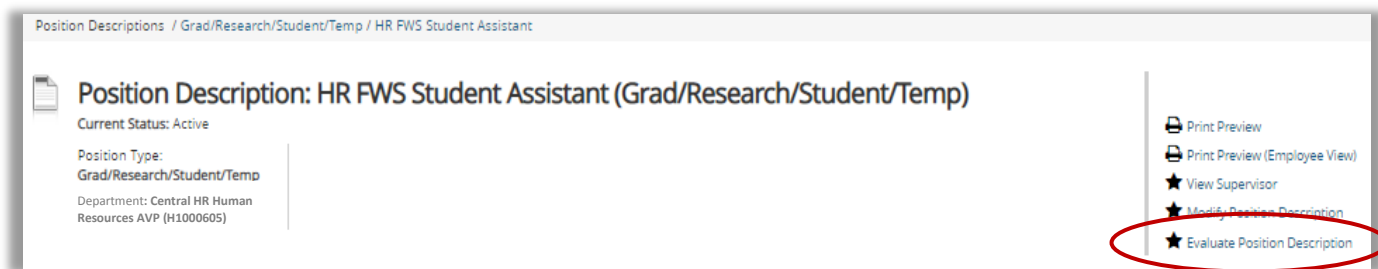 Position Descriptions / Grad/Research/Student/Temp / HR FWS Student Assistant
Position Description: HR FWS Student Assistant (Grad/Research/Student/Temp)
Current Status: Active
Position Type:
Grad/Research/Student/Temp
Department: Central HR Human
Resources AVP (H1000605)
Print Preview
Print Preview (Employee View)
View Supervisor
Modify Position Description
Evaluate Position Description